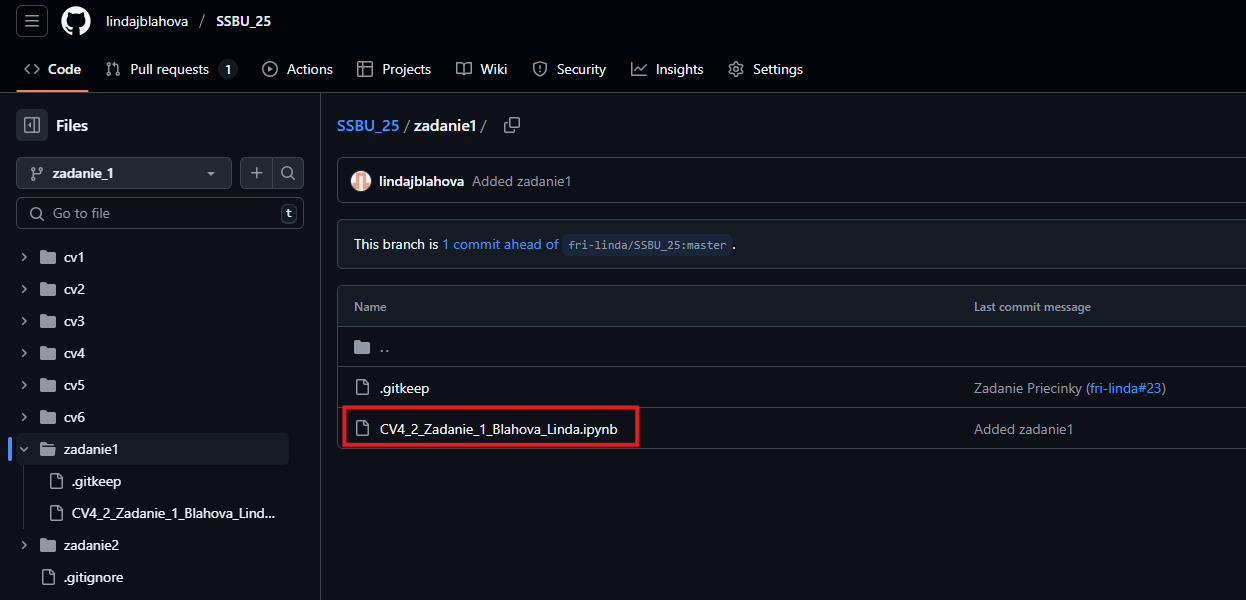 lindajblahova / SSBU_25
Code Pull requests 1 Actions Projects Wiki Security Insights Settings
Files
zadanie_1
Go to file t
cv1
cv2
cv3
cv4
cv5
cv6
zadanie1
.gitkeep
CV4_2_Zadanie_1_Blahova_Lind...
zadanie2
.gitignore
SSBU_25 / zadanie1 /
lindajblahova Added zadanie1
This branch is 1 commit ahead of fri-linda/SSBU_25:master .
Name Last commit message
..
.gitkeep Zadanie Priecinky (fri-linda#23)
CV4_2_Zadanie_1_Blahova_Linda.ipynb Added zadanie1